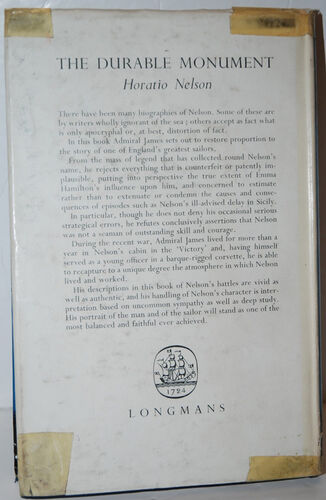 THE DURABLE MONUMENT
Horatio Nelson
There have been many biographies of Nelson. Some of these are
by writers wholly ignorant of the sea; others accept as fact what
is only apocryphal or, at best, distortion of fact.
In this book Admiral James sets out to restore proportion to
the story of one of England's greatest sailors.
From the mass of legend that has collected round Nelson's
name, he rejects everything that is counterfeit or patently im-
plausible, putting into perspective the true extent of Emma
Hamilton's influence upon him, and concerned to estimate
rather than to extenuate or condemn the causes and conse-
quences of episodes such as Nelson's ill-advised delay in Sicily.
In particular, though he does not deny his occasional serious
strategical errors, he refutes conclusively assertions that Nelson
was not a seaman of outstanding skill and courage.
During the recent war, Admiral James lived for more than a
year in Nelson's cabin in the 'Victory' and, having himself
served as a young officer in a barque-rigged corvette, he is able
to recapture to a unique degree the atmosphere in which Nelson
lived and worked.
His descriptions in this book of Nelson's battles are vivid as
well as authentic, and his handling of Nelson's character is inter-
pretation based on uncommon sympathy as well as deep study.
His portrait of the man and of the sailor will stand as one of the
most balanced and faithful ever achieved.
1724
LONGMANS